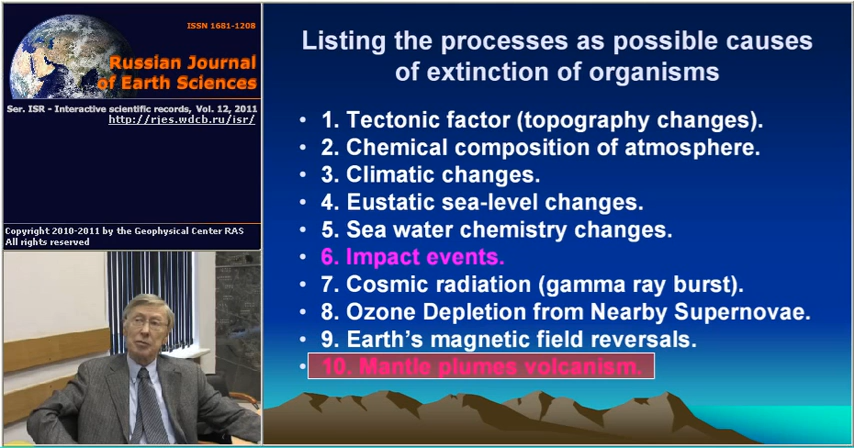 ISSN 1681-1208
Russian Journal
of Earth Sciences
Ser. ISR - Interactive scientific records, Vol. 12, 2011
http://rjes.wdcb.ru/isr/
Copyright 2010-2011 by the Geophysical Center RAS
All rights reserved
Listing the processes as possible causes
of extinction of organisms
• 1. Tectonic factor (topography changes).
• 2. Chemical composition of atmosphere.
• 3. Climatic changes.
• 4. Eustatic sea-level changes.
• 5. Sea water chemistry changes.
• 6. Impact events.
• 7. Cosmic radiation (gamma ray burst).
• 8. Ozone Depletion from Nearby Supernovae.
• 9. Earth's magnetic field reversals.
• 10. Mantle plumes volcanism.